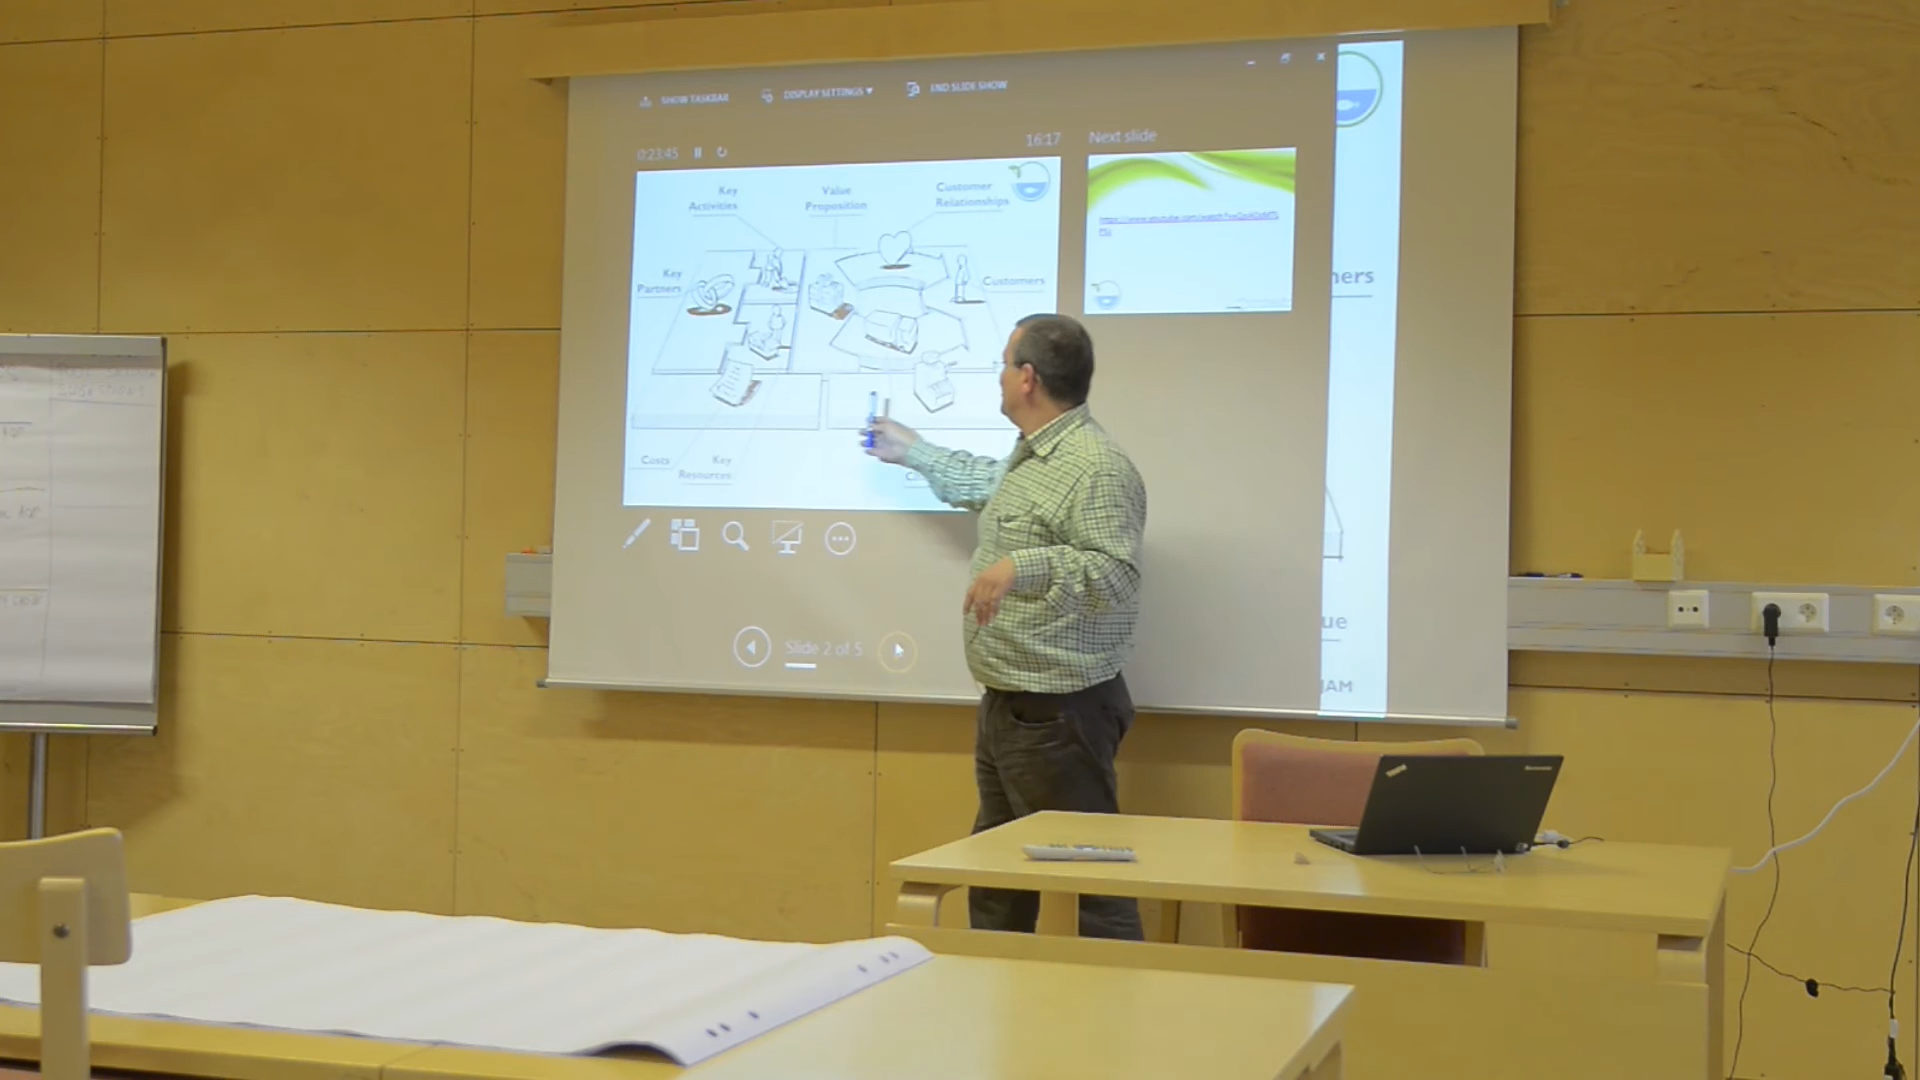 SHOW TASKBAR
DISPLAY SETTINGS
END SLIDE SHOW
0:23:45
16:17
Next slide
Key
Activities
Value
Proposition
Customer
Relationships
Key
Partners
Customers
Costs
Key
Resources
Slide 2 of 5
ners
ue
JAM